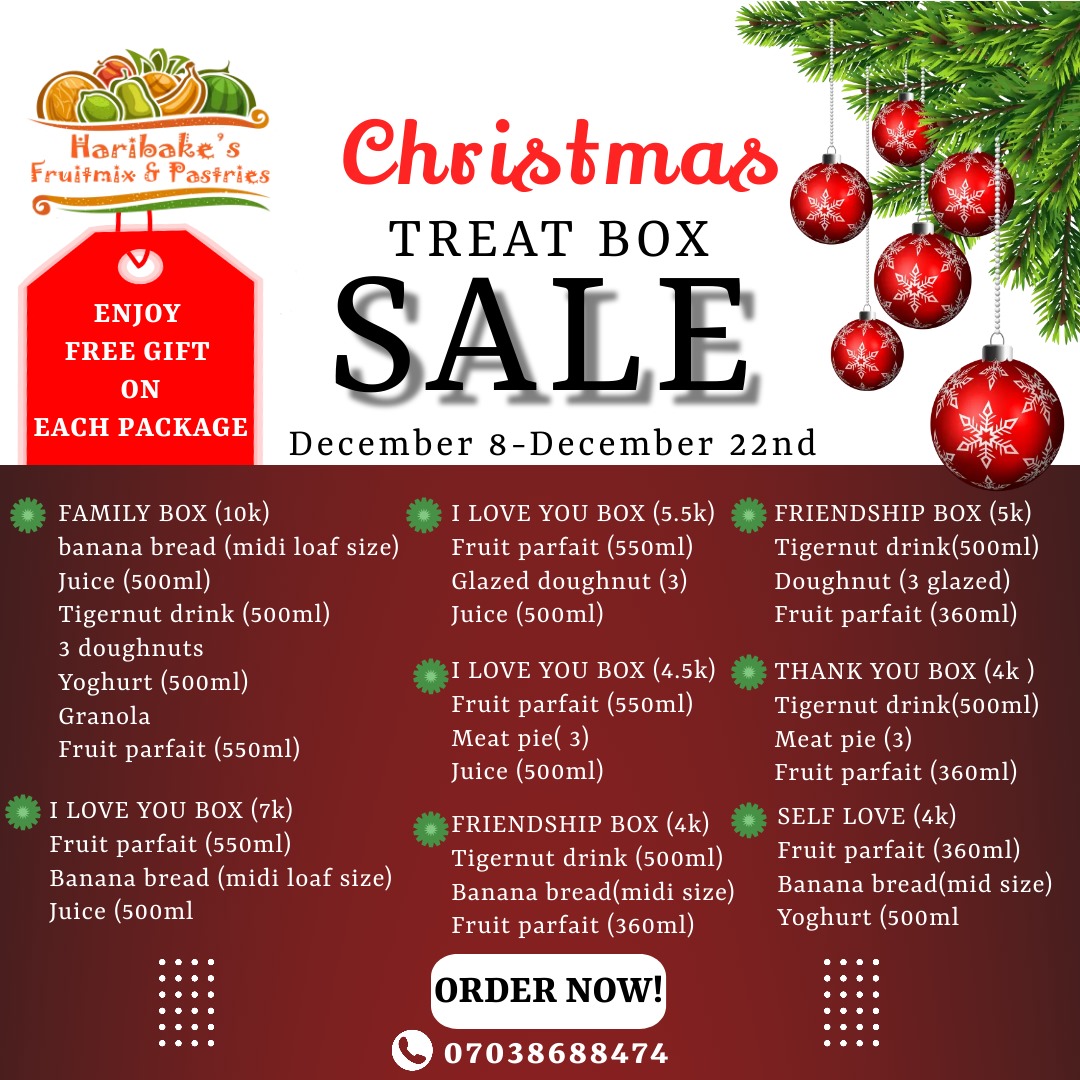 Haribake's
Fruitmix & Pastries
ENJOY
FREE GIFT
ON
EACH PACKAGE
Christmas
TREAT BOX
SALE
December 8-December 22nd
FAMILY BOX (10k)
banana bread (midi loaf size)
Juice (500ml)
Tigernut drink (500ml)
3 doughnuts
Yoghurt (500ml)
Granola
Fruit parfait (550ml)
I LOVE YOU BOX (7k)
Fruit parfait (550ml)
Banana bread (midi loaf size)
Juice (500ml
I LOVE YOU BOX (5.5k)
Fruit parfait (550ml)
Glazed doughnut (3)
Juice (500ml)
I LOVE YOU BOX (4.5k)
Fruit parfait (550ml)
Meat pie( 3)
Juice (500ml)
FRIENDSHIP BOX (4k)
Tigernut drink (500ml)
Banana bread(midi size)
Fruit parfait (360ml)
FRIENDSHIP BOX (5k)
Tigernut drink(500ml)
Doughnut (3 glazed)
Fruit parfait (360ml)
THANK YOU BOX (4k )
Tigernut drink(500ml)
Meat pie (3)
Fruit parfait (360ml)
SELF LOVE (4k)
Fruit parfait (360ml)
Banana bread(mid size)
Yoghurt (500ml
ORDER NOW!
07038688474